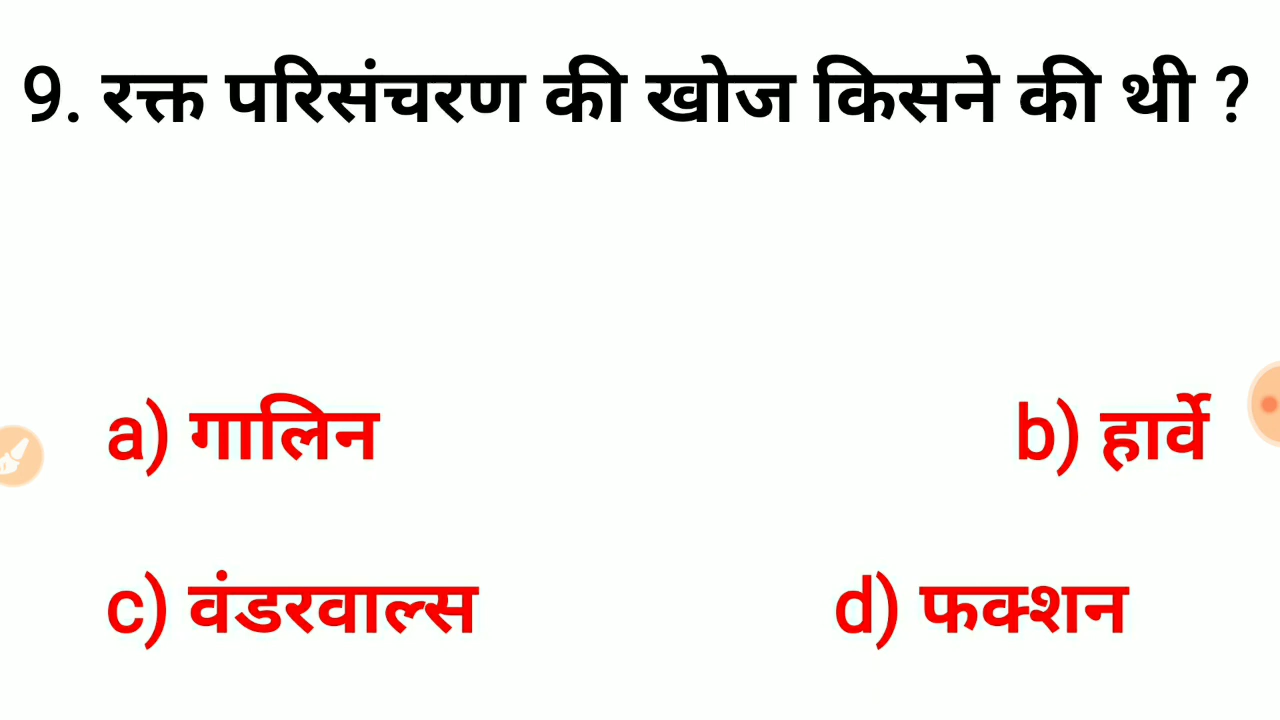 9. रक्त परिसंचरण की खोज किसने की थी ?
a) गालिन b) हार्वे
c) वंडरवाल्स d) फक्शन